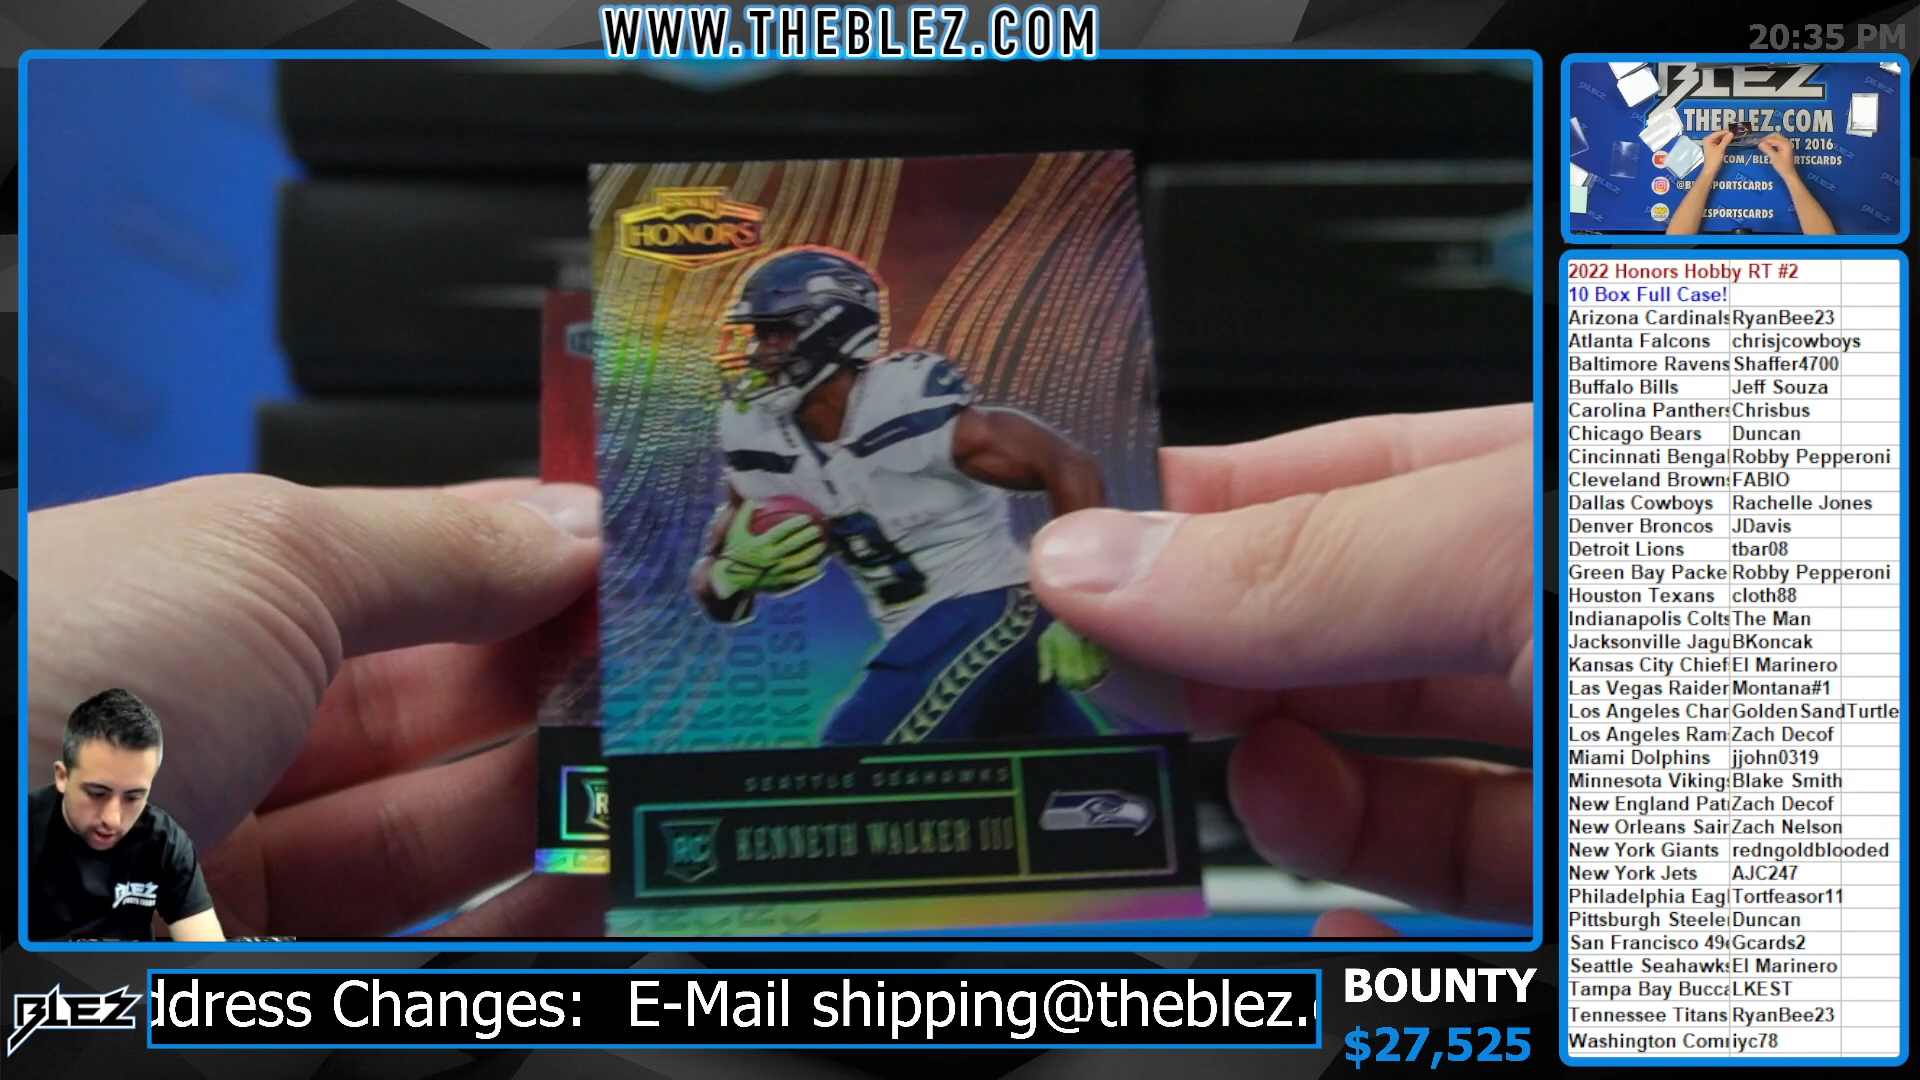 WWW.THEBLEZ.COM
20:35 PM
HONORS
SEATTLE SEAHAWKS
RC KENNETH WALKER III
BLEZ
THEBLEZ.COM
2016
SPORTSCARDS
2022 Honors Hobby RT #2
10 Box Full Case!
Arizona Cardinals RyanBee23
Atlanta Falcons chrisjcowboys
Baltimore Ravens Shaffer4700
Buffalo Bills Jeff Souza
Carolina Panthers Chrisbus
Chicago Bears Duncan
Cincinnati Bengal Robby Pepperoni
Cleveland Browns FABIO
Dallas Cowboys Rachelle Jones
Denver Broncos JDavis
Detroit Lions tbar08
Green Bay Packe Robby Pepperoni
Houston Texans cloth88
Indianapolis Colts The Man
Jacksonville Jagu BKoncak
Kansas City Chief El Marinero
Las Vegas Raider Montana#1
Los Angeles Char GoldenSandTurtle
Los Angeles Ram Zach Decof
Miami Dolphins jjohn0319
Minnesota Viking Blake Smith
New England Pat Zach Decof
New Orleans Sain Zach Nelson
New York Giants redngoldblooded
New York Jets AJC247
Philadelphia Eagl Tortfeasor11
Pittsburgh Steele Duncan
San Francisco 49e Gcards2
Seattle Seahawks El Marinero
Tampa Bay Bucca LKEST
Tennessee Titans RyanBee23
Washington Com iyc78
BLEZ
BLEZ
ddress Changes: E-Mail shipping@theblez.
BOUNTY
$27,525